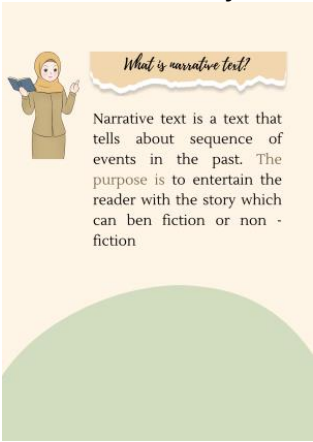 What is narrative text?
Narrative text is a text that
tells about sequence of
events in the past. The
purpose is to entertain the
reader with the story which
can ben fiction or non -
fiction